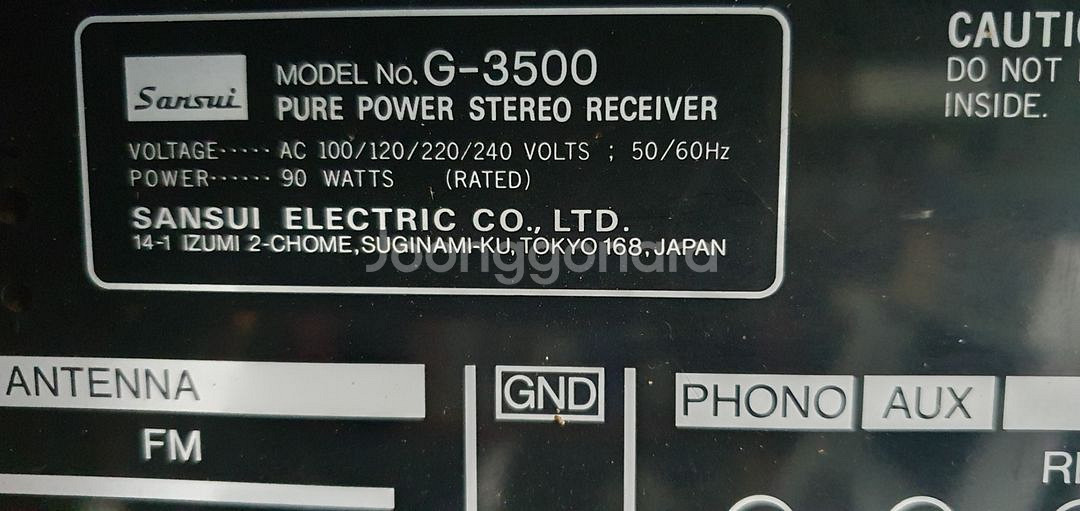 Sansui
MODEL No. G-3500
PURE POWER STEREO RECEIVER
VOLTAGE····· AC 100/120/220/240 VOLTS ; 50/60Hz
POWER······ 90 WATTS (RATED)
SANSUI ELECTRIC CO., LTD.
14-1 IZUMI 2-CHOME, SUGINAMI-KU, TOKYO 168, JAPAN
Joonggonara
DO NOT
INSIDE.
ANTENNA
FM
GND
PHONO
AUX